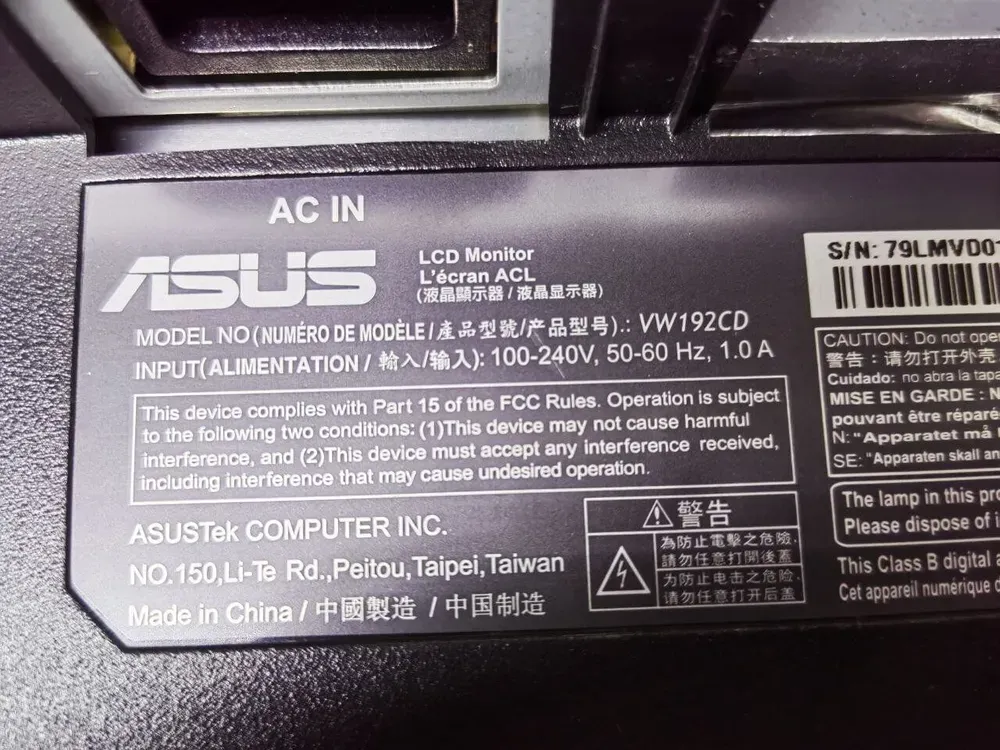 AC IN
ASUS
LCD Monitor
L'écran ACL
(液晶顯示器 / 液晶显示器)
MODEL NO(NUMÉRO DE MODÈLE / 產品型號/产品型号).: VW192CD
INPUT(ALIMENTATION / 輸入/输入): 100-240V, 50-60 Hz, 1.0 A
This device complies with Part 15 of the FCC Rules. Operation is subject
to the following two conditions: (1)This device may not cause harmful
interference, and (2)This device must accept any interference received,
including interference that may cause undesired operation.
ASUSTek COMPUTER INC.
NO.150,Li-Te Rd.,Peitou,Taipei,Taiwan
Made in China / 中國製造 / 中国制造
警告
為防止電擊之危險,
請勿任意打開後蓋
为防止电击之危险,
请勿任意打开后盖
S/N: 79LMVD01
CAUTION: Do not
警告：请勿打开外壳
Cuidado: no abra la
MISE EN GARDE :
pouvant être
N: "Apparatet må
SE: "Apparaten skall
The lamp in this
Please dispose of
This Class B digital
Cet appareil numérique